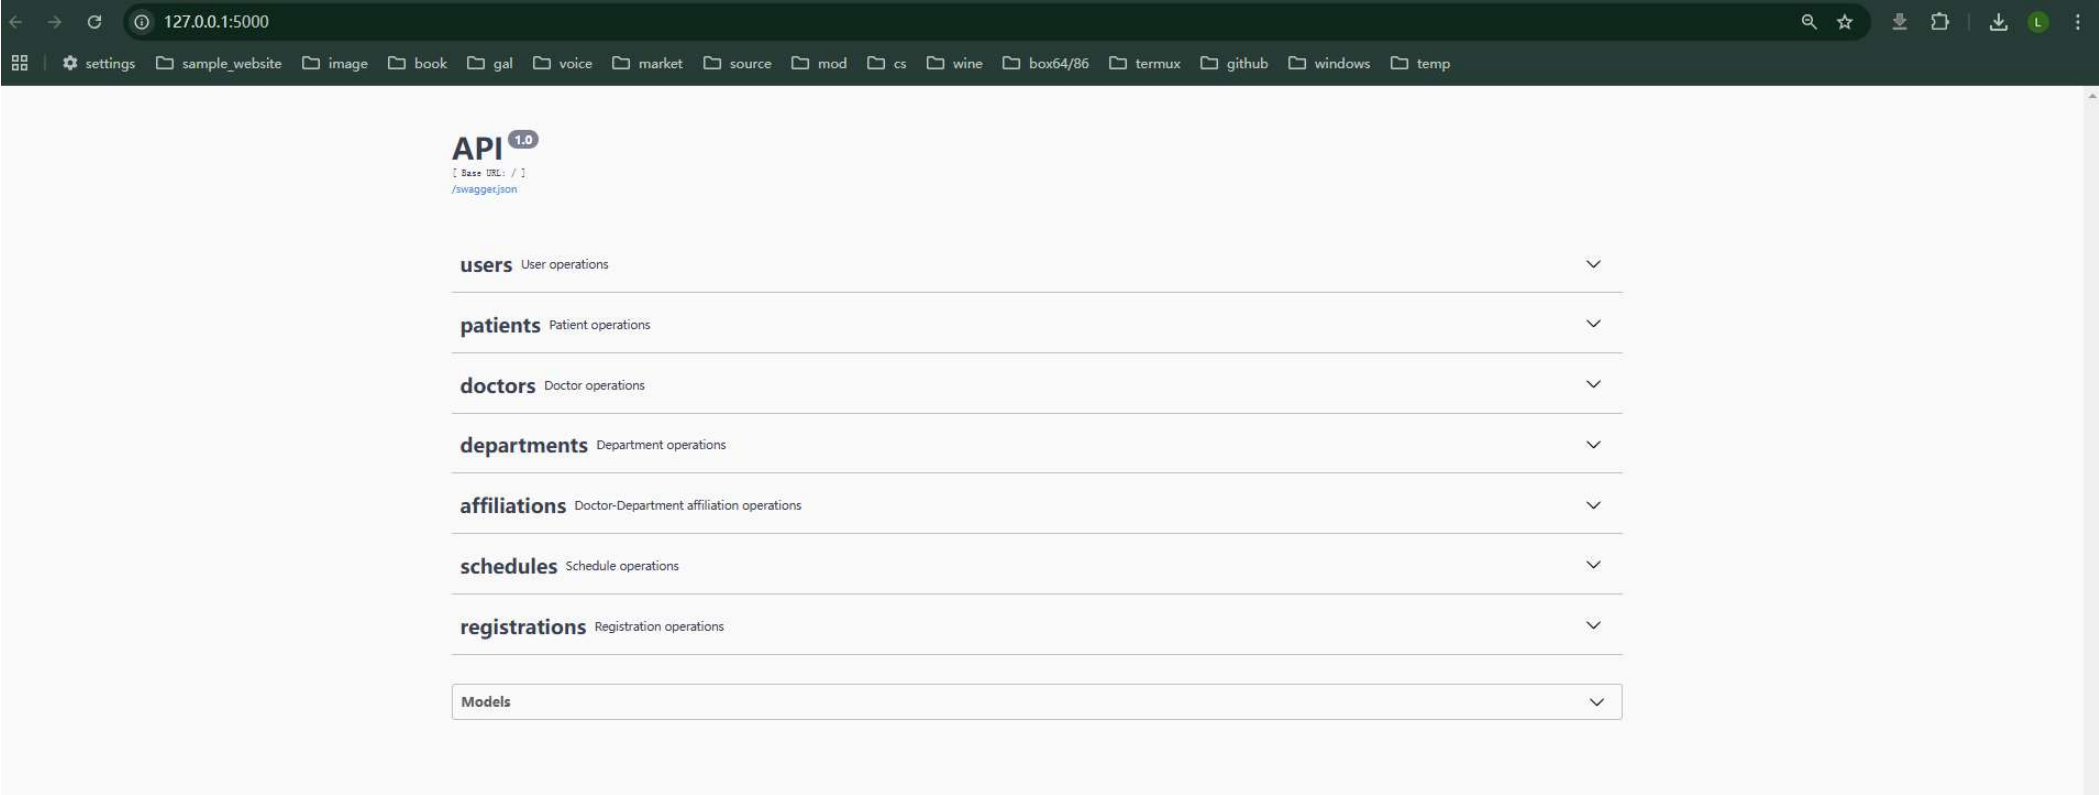 127.0.0.1:5000
settings sample_website image book gal voice market source mod cs wine box64/86 termux github windows temp
L
API 1.0
[ Base URL: / ]
/swagger.json
users User operations
patients Patient operations
doctors Doctor operations
departments Department operations
affiliations Doctor-Department affiliation operations
schedules Schedule operations
registrations Registration operations
Models